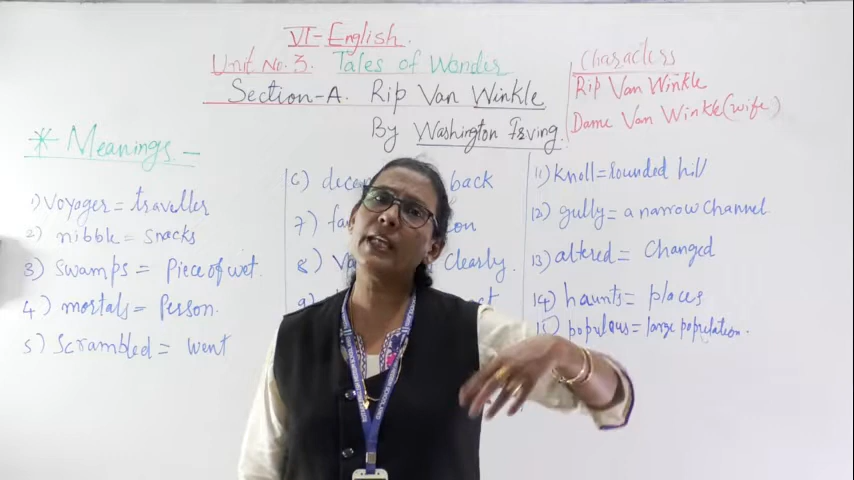 VI-English.
Unit No. 3. Tales of Wonder
Section-A. Rip Van Winkle
By Washington Irving.
Characters
Rip Van Winkle
Dame Van Winkle (wife)
* Meanings -
1) Voyager = traveller
2) nibble = snacks
3) swamps = Piece of wet.
4) mortals = Person.
5) Scrambled = went
6) back
7)
8) Clearly.
9)
11) knoll = rounded hill
12) gully = a narrow channel
13) altered = Changed
14) haunts = places
15) populous = large population.